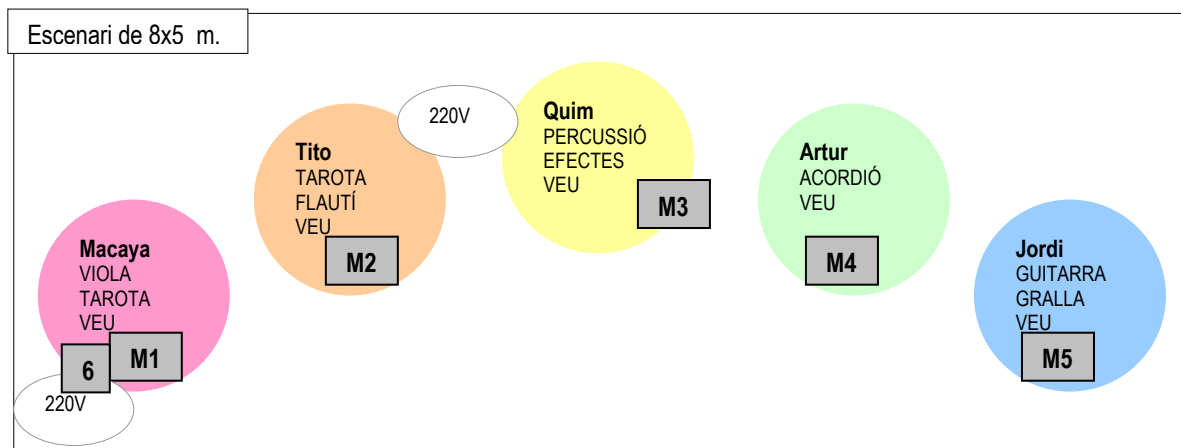 Escenari de 8x5 m.
220V
Quim
PERCUSSIÓ
EFECTES
VEU
M3
Tito
TAROTA
FLAUTÍ
VEU
M2
Artur
ACORDIÓ
VEU
M4
Macaya
VIOLA
TAROTA
VEU
M1
6
220V
Jordi
GUITARRA
GRALLA
VEU
M5